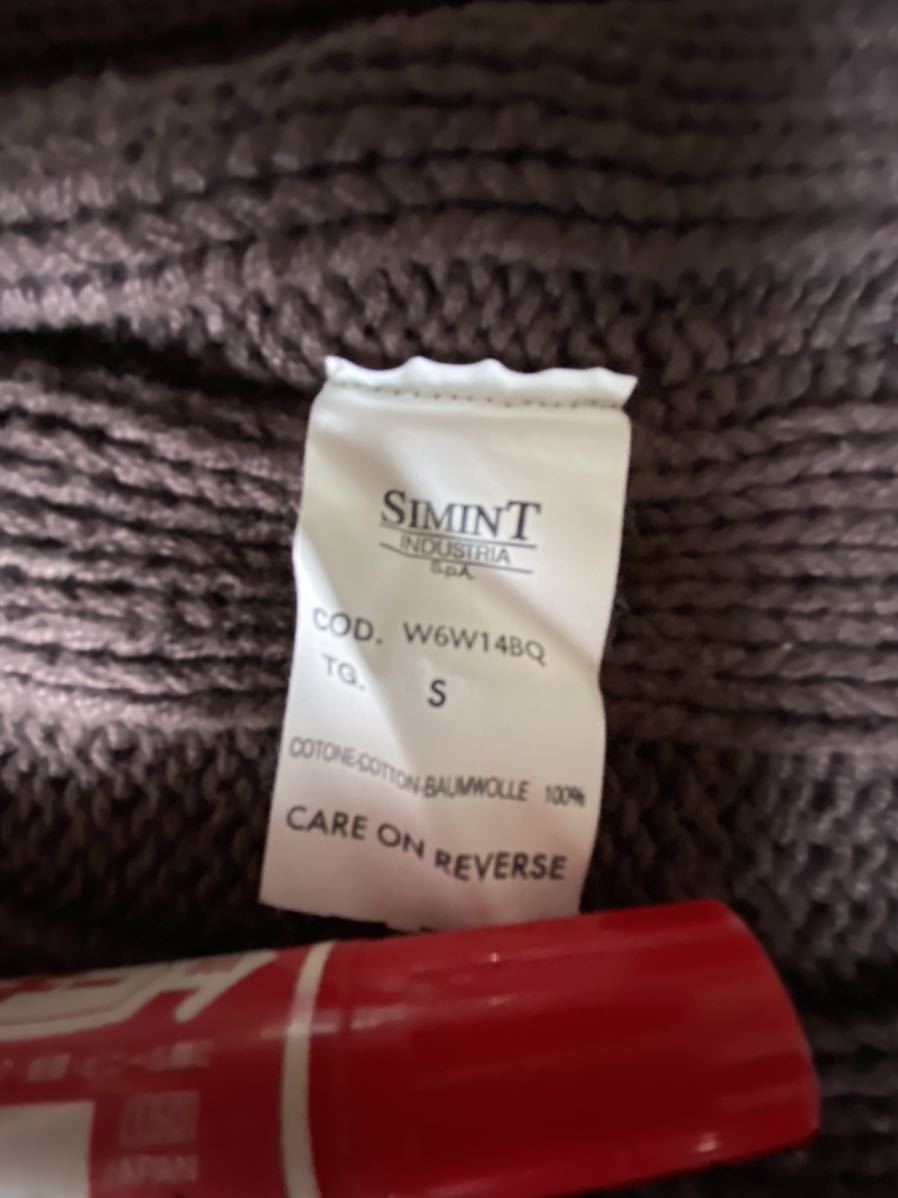 SIMINT
INDUSTRIA
S.p.A.
COD. W6W14BQ
TG. S
COTONE-COTTON-BAUMWOLLE 100%
CARE ON REVERSE
JAPAN